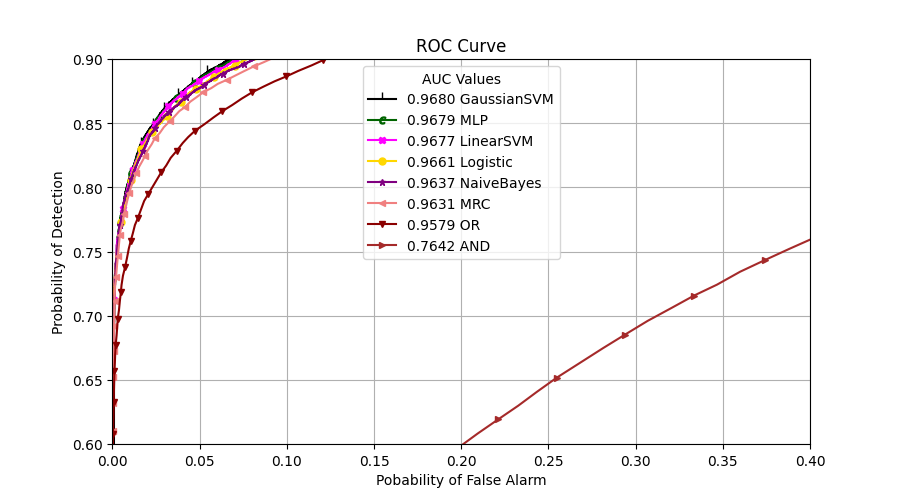 ROC Curve
0.90
0.85
0.80
0.75
0.70
0.65
0.60
Probability of Detection
AUC Values
0.9680 GaussianSVM
0.9679 MLP
0.9677 LinearSVM
0.9661 Logistic
0.9637 NaiveBayes
0.9631 MRC
0.9579 OR
0.7642 AND
0.00 0.05 0.10 0.15 0.20 0.25 0.30 0.35 0.40
Pobability of False Alarm